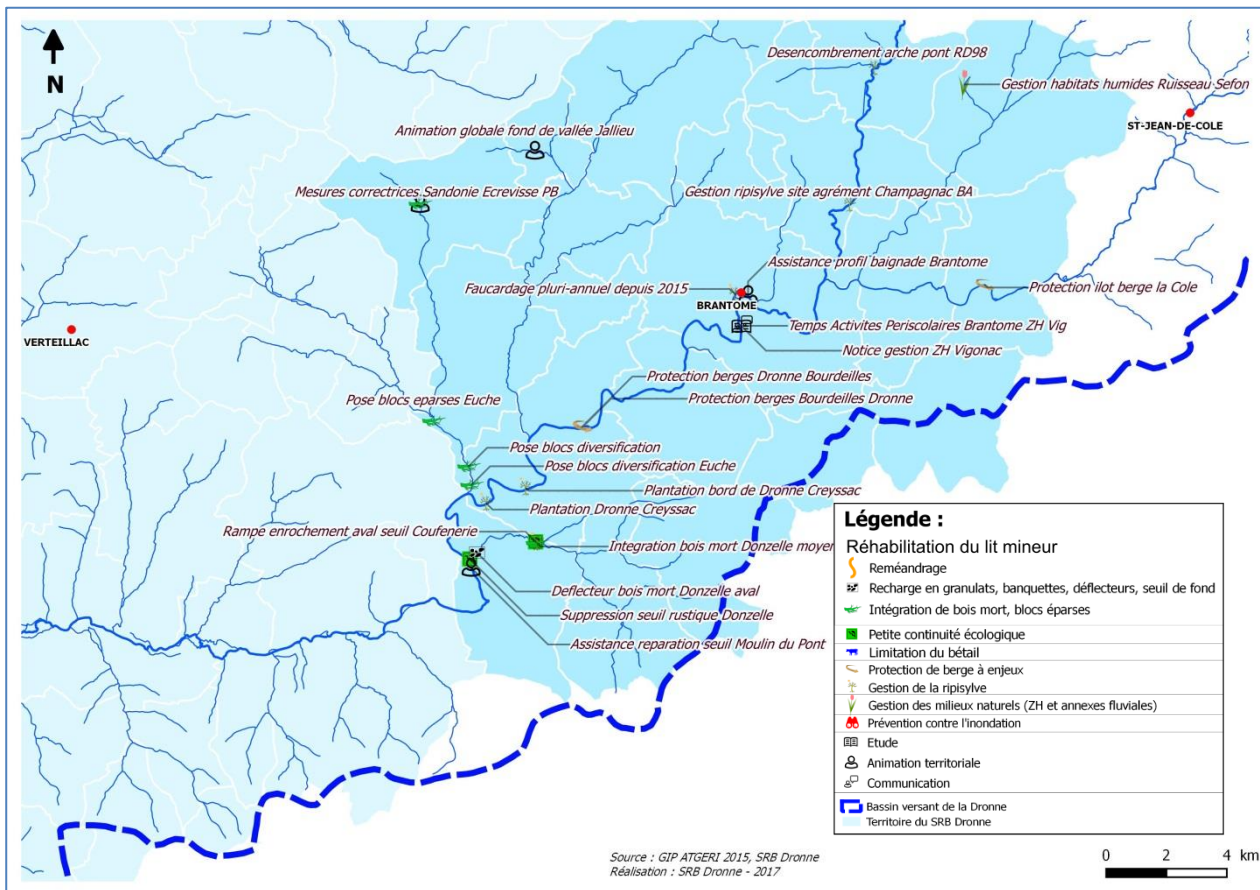 N
Desencombrement arche pont RD98
Gestion habitats humides Ruisseau Sefon
ST-JEAN-DE-COLE
Animation globale fond de vallée Jallieu
Mesures correctrices Sandonie Ecrevisse PB
Gestion ripisylve site agrément Champagnac BA
Assistance profil baignade Brantome
Faucardage pluri-annuel depuis 2015
Protection ilot berge la Cole
BRANTOME
Temps Activites Periscolaires Brantome ZH Vig
VERTEILLAC
Notice gestion ZH Vigonac
Protection berges Dronne Bourdeilles
Protection berges Bourdeilles Dronne
Pose blocs eparses Euche
Pose blocs diversification
Pose blocs diversification Euche
Plantation bord de Dronne Creyssac
Plantation Dronne Creyssac
Rampe enrochement aval seuil Coufenerie
Integration bois mort Donzelle moyen
Deflecteur bois mort Donzelle aval
Suppression seuil rustique Donzelle
Assistance reparation seuil Moulin du Pont
Légende :
Réhabilitation du lit mineur
Reméandrage
Recharge en granulats, banquettes, déflecteurs, seuil de fond
Intégration de bois mort, blocs éparses
Petite continuité écologique
Limitation du bétail
Protection de berge à enjeux
Gestion de la ripisylve
Gestion des milieux naturels (ZH et annexes fluviales)
Prévention contre l'inondation
Etude
Animation territoriale
Communication
Bassin versant de la Dronne
Territoire du SRB Dronne
Source : GIP ATGERI 2015, SRB Dronne
Réalisation : SRB Dronne - 2017
0 2 4 km